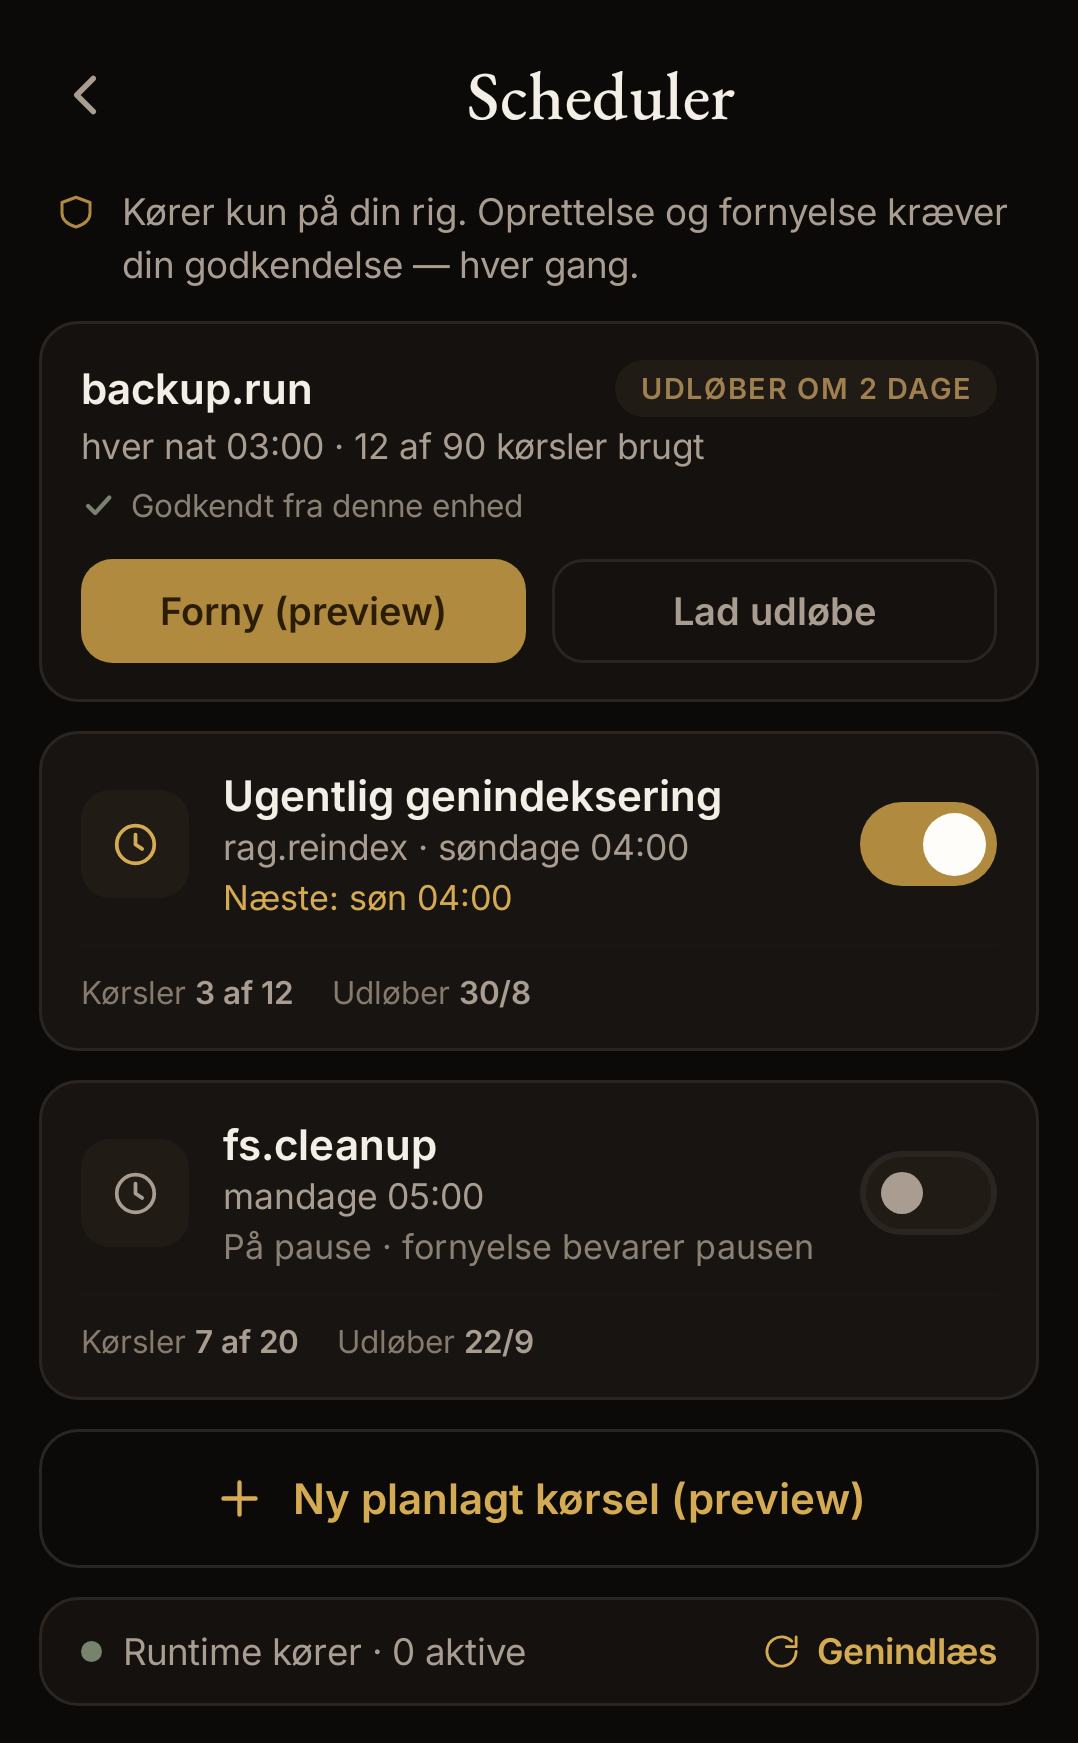 Scheduler
Kører kun på din rig. Oprettelse og fornyelse kræver
din godkendelse — hver gang.
backup.run
UDLØBER OM 2 DAGE
hver nat 03:00 · 12 af 90 kørsler brugt
Godkendt fra denne enhed
Forny (preview)
Lad udløbe
Ugentlig genindeksering
rag.reindex · søndage 04:00
Næste: søn 04:00
Kørsler 3 af 12 Udløber 30/8
fs.cleanup
mandage 05:00
På pause · fornyelse bevarer pausen
Kørsler 7 af 20 Udløber 22/9
Ny planlagt kørsel (preview)
Runtime kører · 0 aktive
Genindlæs